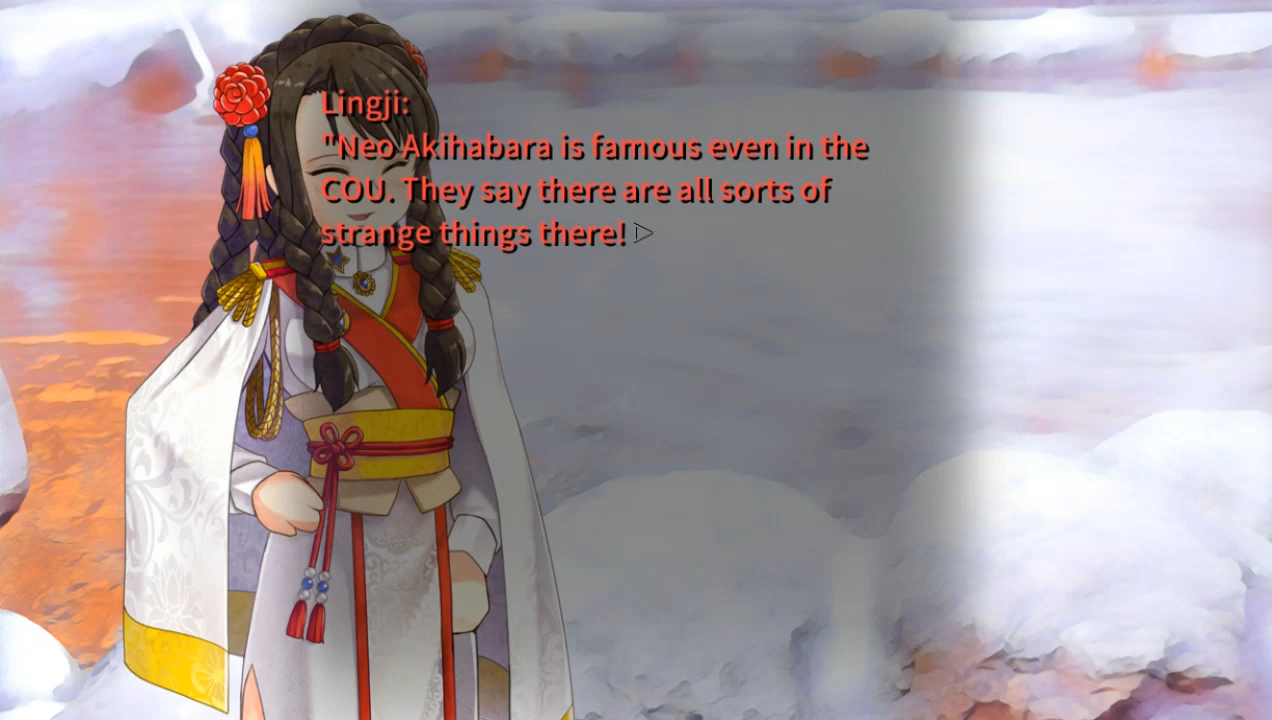 Lingji:
"Neo Akihabara is famous even in the
COU. They say there are all sorts of
strange things there!